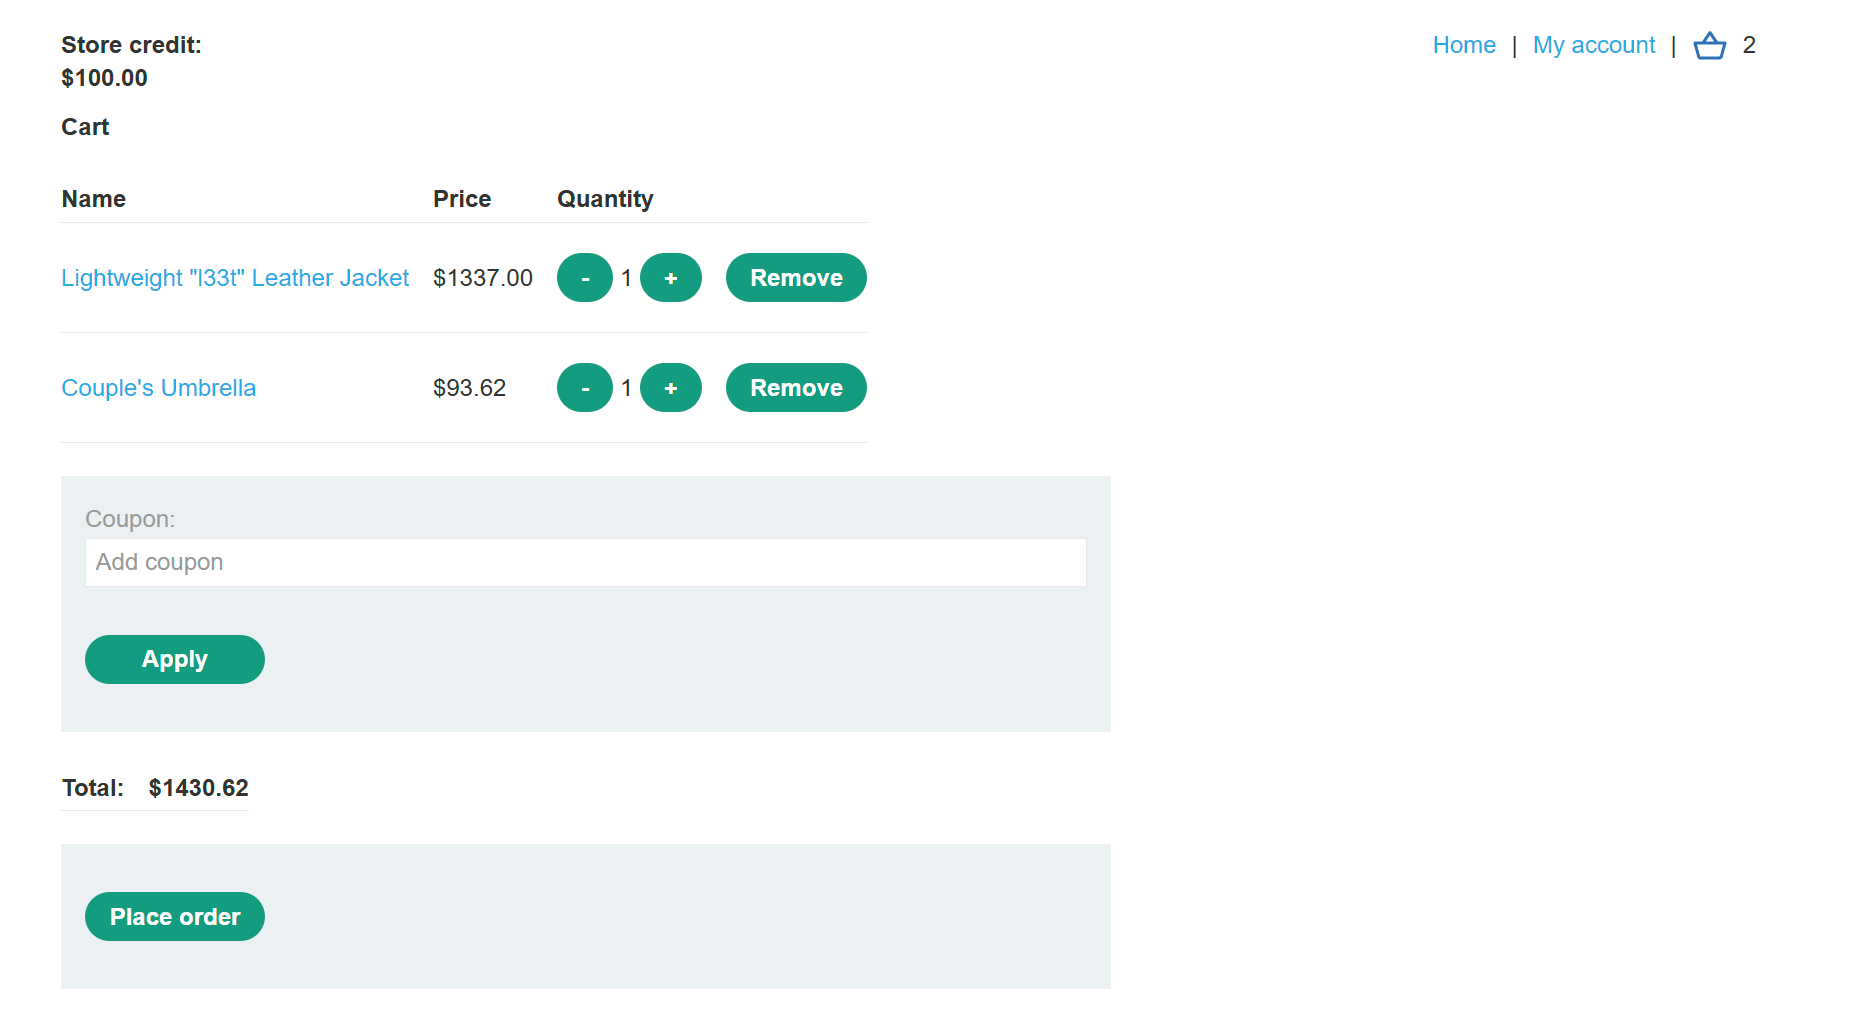 Store credit:
$100.00
Home | My account | 2
Cart
Name Price Quantity
Lightweight "l33t" Leather Jacket $1337.00 - 1 + Remove
Couple's Umbrella $93.62 - 1 + Remove
Coupon:
Add coupon
Apply
Total: $1430.62
Place order